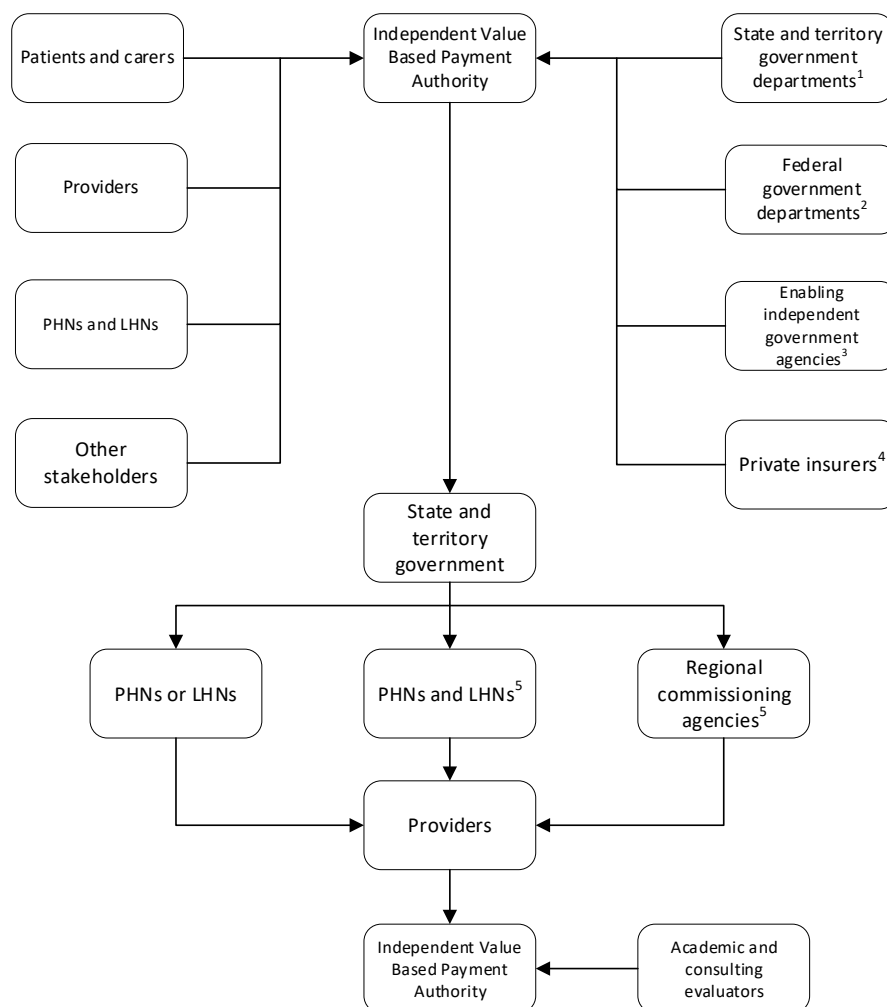 Patients and carers
Independent Value
Based Payment
Authority
State and territory
government
departments1
Providers
Federal
government
departments2
PHNs and LHNs
Enabling
independent
government
agencies3
Other
stakeholders
Private insurers4
State and
territory
government
PHNs or LHNs
PHNs and LHNs5
Regional
commissioning
agencies5
Providers
Independent Value
Based Payment
Authority
Academic and
consulting
evaluators